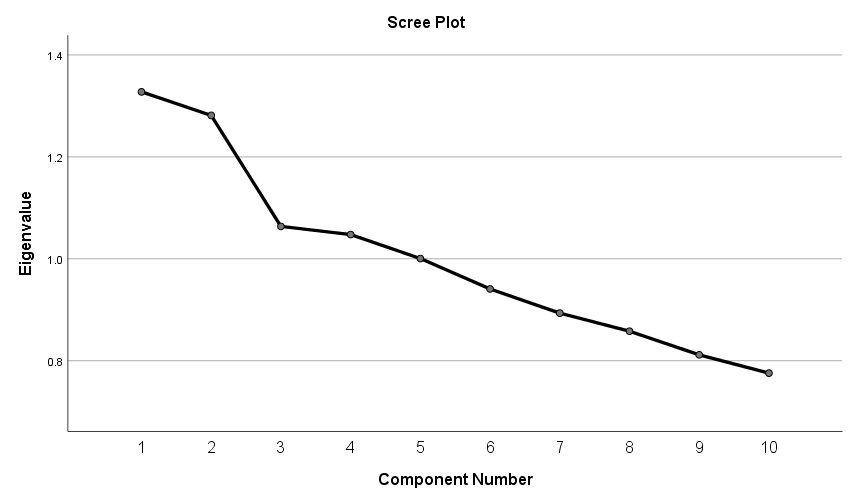 Scree Plot
1.4
1.2
1.0
0.8
Eigenvalue
1 2 3 4 5 6 7 8 9 10
Component Number